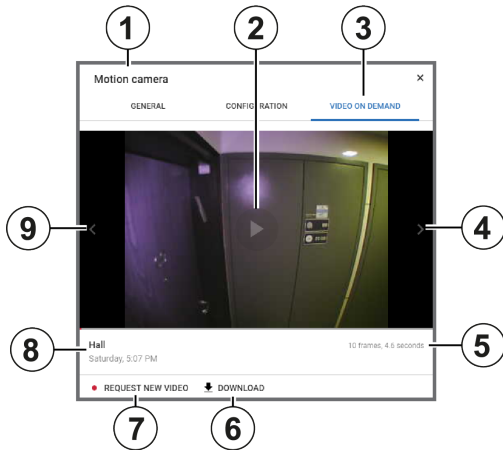 1
2
3
Motion camera ×
GENERAL CONFIGURATION VIDEO ON DEMAND
9
4
8
Hall
Saturday, 5:07 PM
10 frames, 4.6 seconds
5
REQUEST NEW VIDEO DOWNLOAD
7
6